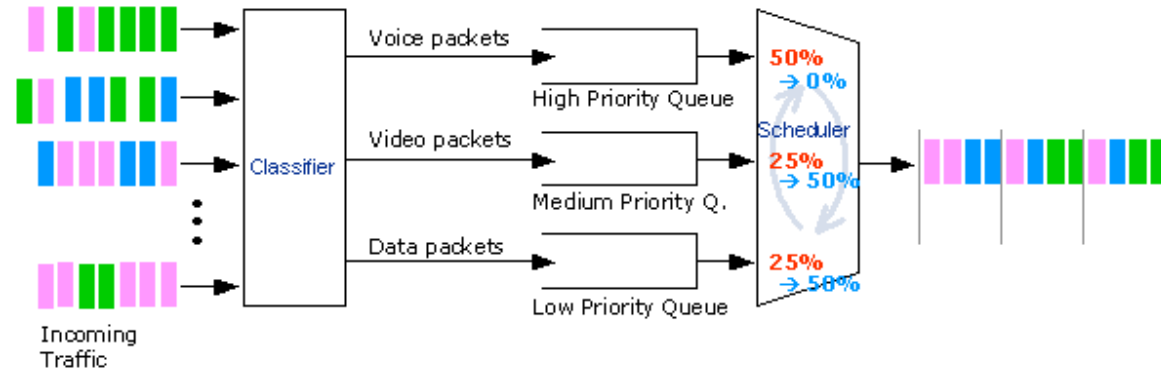 Voice packets
High Priority Queue
Video packets
Medium Priority Q.
Data packets
Low Priority Queue
Classifier
Scheduler
50%
→ 0%
25%
→ 50%
25%
→ 50%
Incoming
Traffic